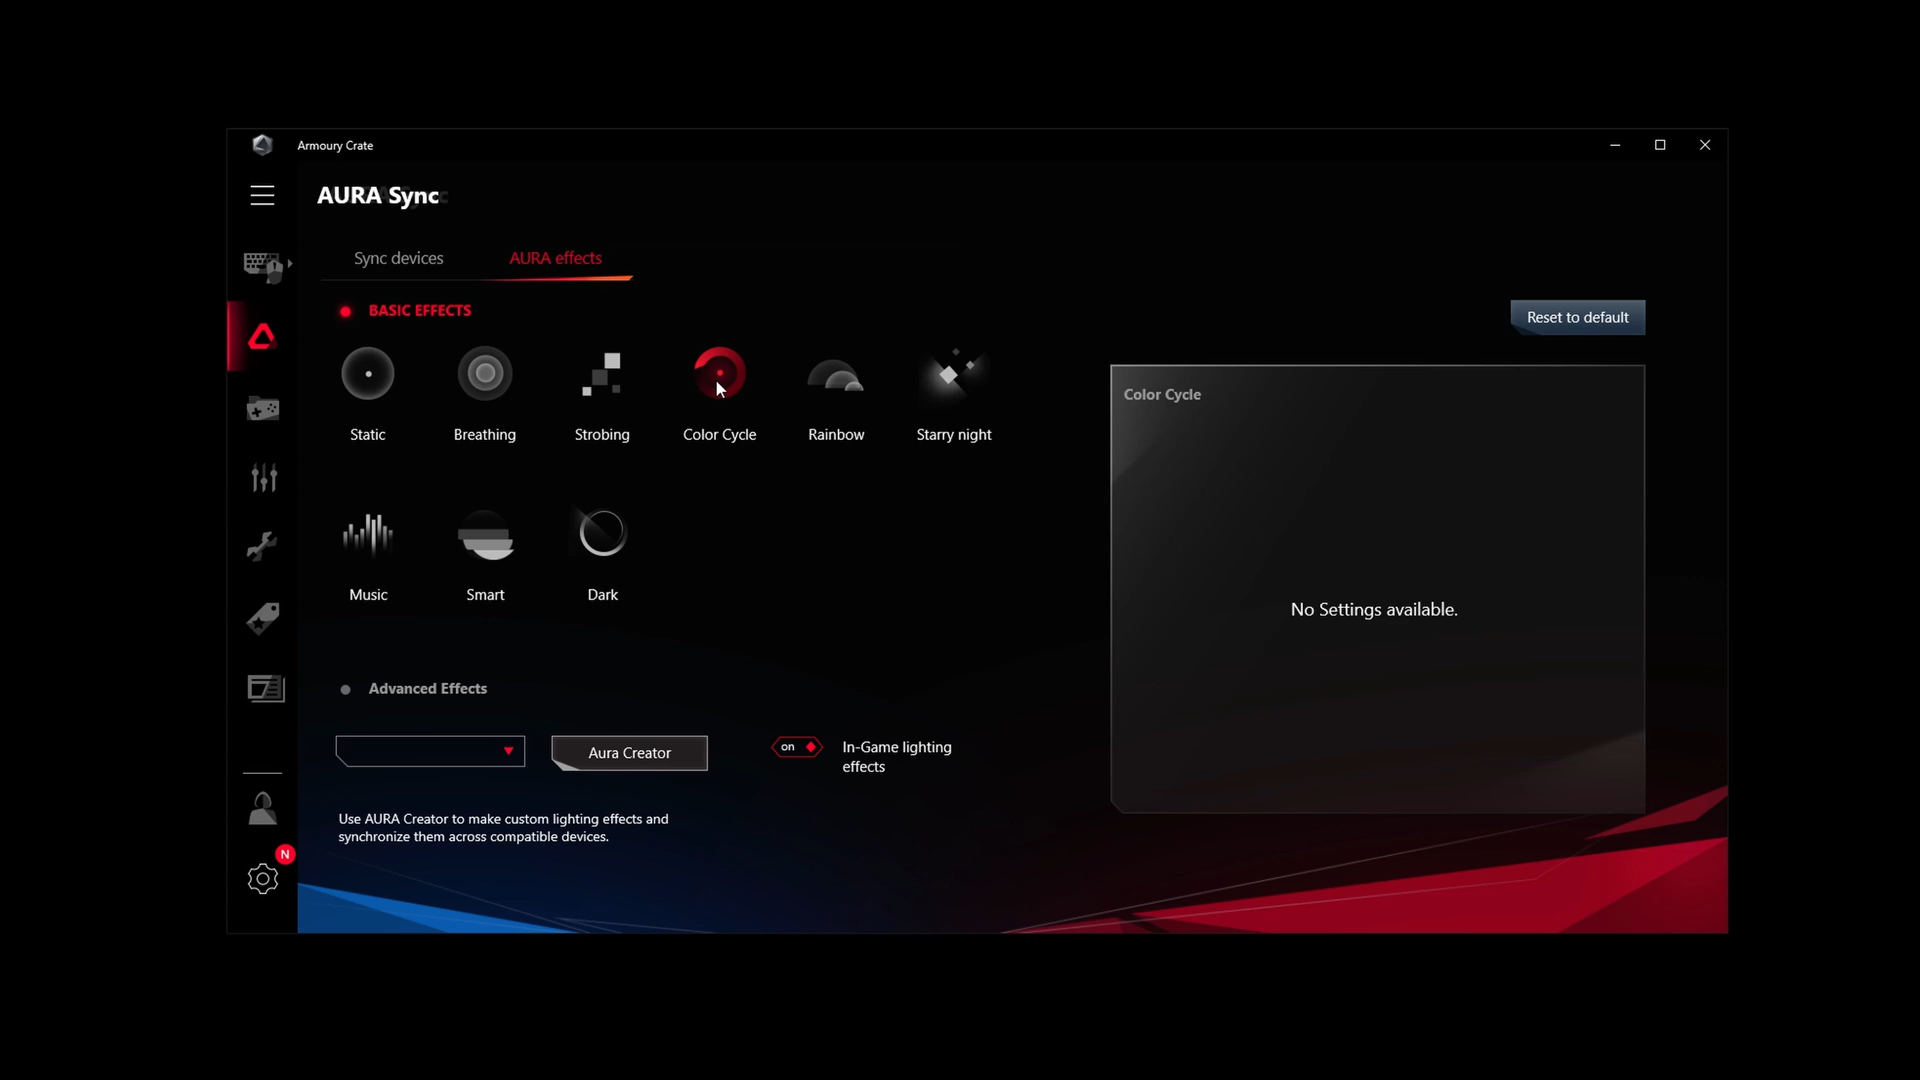 Armoury Crate
AURA Sync
Sync devices
AURA effects
BASIC EFFECTS
Reset to default
Static
Breathing
Strobing
Color Cycle
Rainbow
Starry night
Music
Smart
Dark
Color Cycle
No Settings available.
Advanced Effects
Aura Creator
on
In-Game lighting
effects
Use AURA Creator to make custom lighting effects and
synchronize them across compatible devices.
N